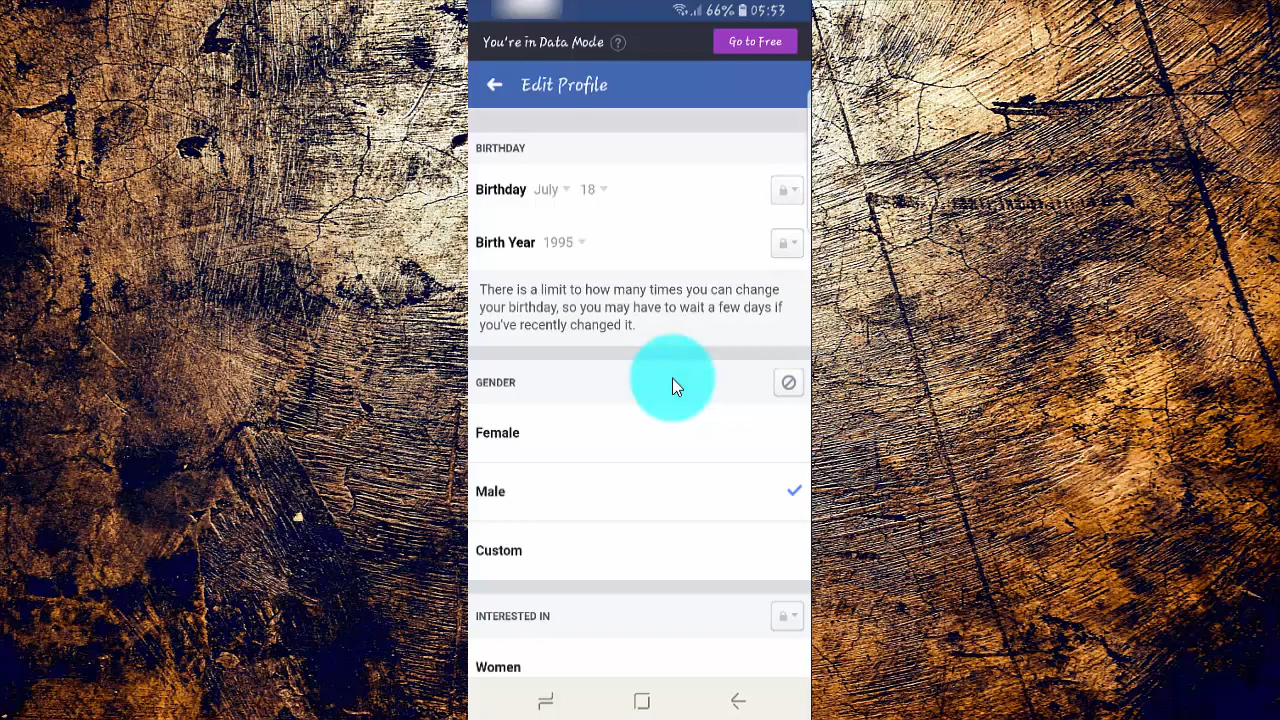 66% 05:53
You're in Data Mode ? Go to Free
Edit Profile
BIRTHDAY
Birthday July 18
Birth Year 1995
There is a limit to how many times you can change
your birthday, so you may have to wait a few days if
you've recently changed it.
GENDER
Female
Male
Custom
INTERESTED IN
Women